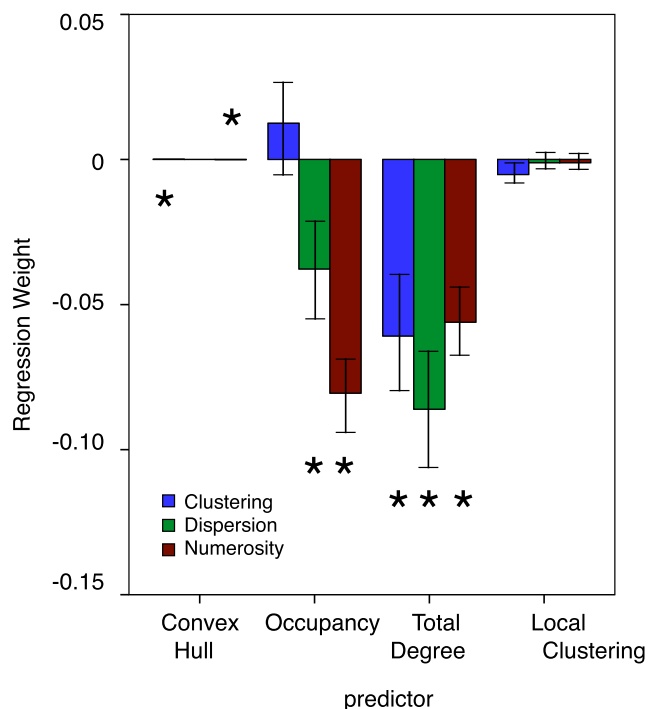 0.05
0
-0.05
-0.10
-0.15
Regression Weight
*
*
* *
* * *
Clustering
Dispersion
Numerosity
Convex Hull
Occupancy
Total Degree
Local Clustering
predictor